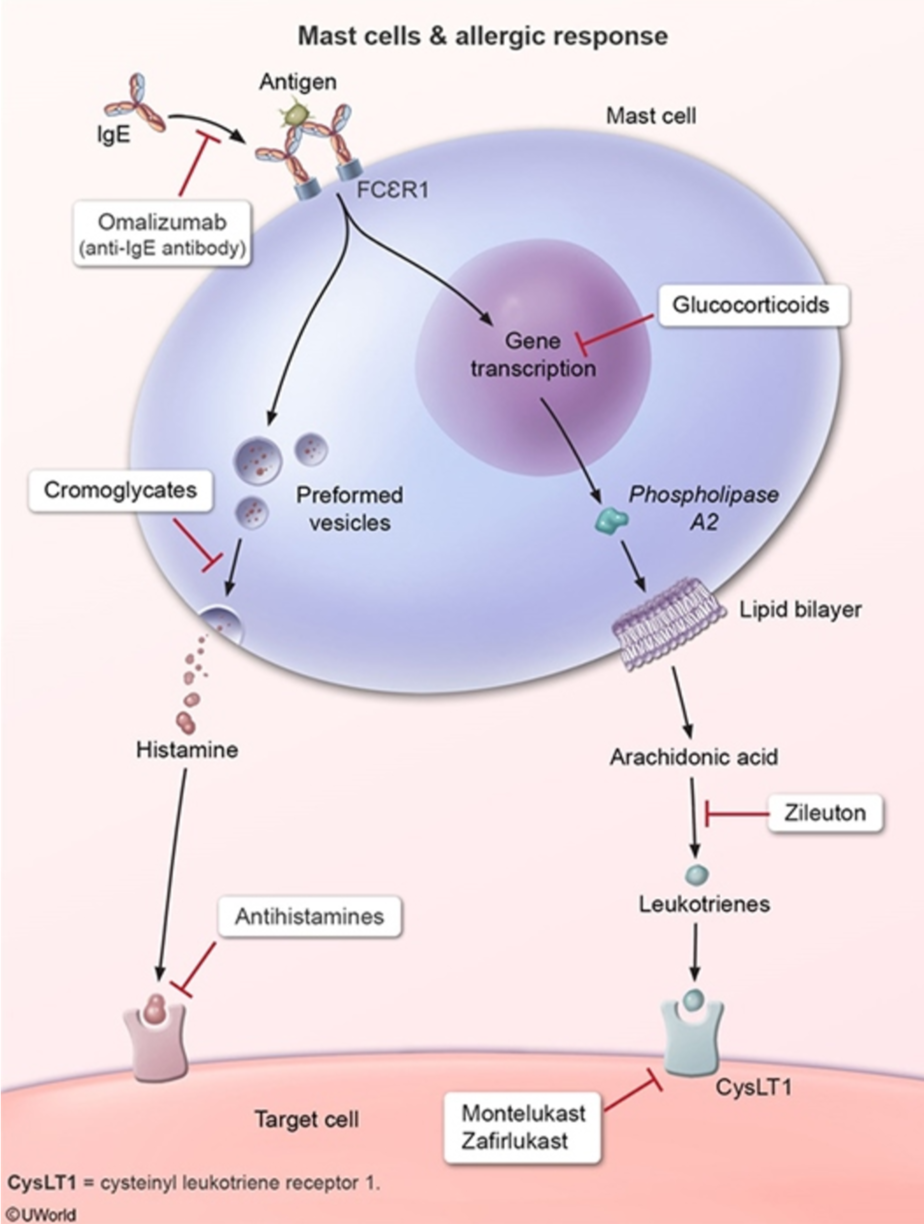 Mast cells & allergic response
Antigen
IgE
Mast cell
FCƐR1
Omalizumab
(anti-IgE antibody)
Glucocorticoids
Gene
transcription
Cromoglycates
Preformed
vesicles
Phospholipase
A2
Lipid bilayer
Histamine
Arachidonic acid
Zileuton
Leukotrienes
Antihistamines
CysLT1
Montelukast
Zafirlukast
Target cell
CysLT1 = cysteinyl leukotriene receptor 1.
©UWorld